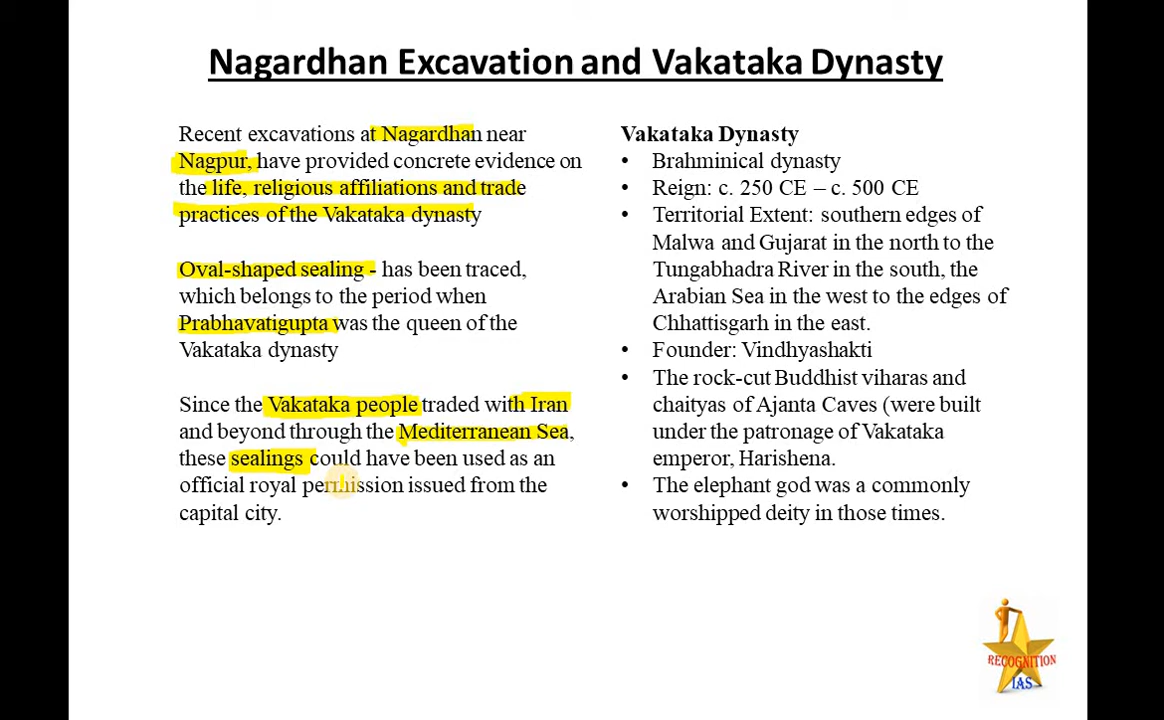 Nagardhan Excavation and Vakataka Dynasty
Recent excavations at Nagardhan near
Nagpur, have provided concrete evidence on
the life, religious affiliations and trade
practices of the Vakataka dynasty
Oval-shaped sealing - has been traced,
which belongs to the period when
Prabhavatigupta was the queen of the
Vakataka dynasty
Since the Vakataka people traded with Iran
and beyond through the Mediterranean Sea,
these sealings could have been used as an
official royal permission issued from the
capital city.
Vakataka Dynasty
• Brahminical dynasty
• Reign: c. 250 CE – c. 500 CE
• Territorial Extent: southern edges of
Malwa and Gujarat in the north to the
Tungabhadra River in the south, the
Arabian Sea in the west to the edges of
Chhattisgarh in the east.
• Founder: Vindhyashakti
• The rock-cut Buddhist viharas and
chaityas of Ajanta Caves (were built
under the patronage of Vakataka
emperor, Harishena.
• The elephant god was a commonly
worshipped deity in those times.
RECOGNITION
IAS